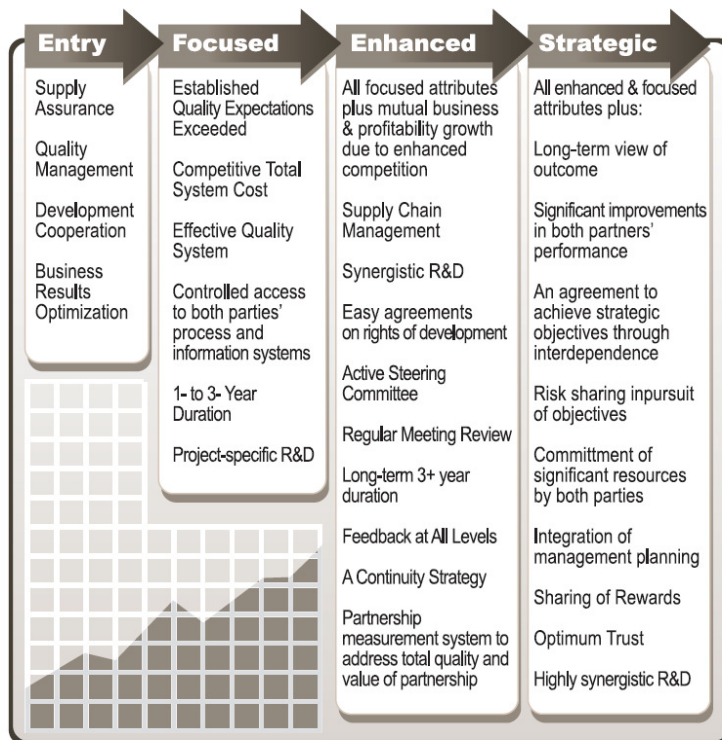 Entry
Supply
Assurance
Quality
Management
Development
Cooperation
Business
Results
Optimization
Focused
Established
Quality Expectations
Exceeded
Competitive Total
System Cost
Effective Quality
System
Controlled access
to both parties'
process and
information systems
1- to 3- Year
Duration
Project-specific R&D
Enhanced
All focused attributes
plus mutual business
& profitability growth
due to enhanced
competition
Supply Chain
Management
Synergistic R&D
Easy agreements
on rights of development
Active Steering
Committee
Regular Meeting Review
Long-term 3+ year
duration
Feedback at All Levels
A Continuity Strategy
Partnership
measurement system to
address total quality and
value of partnership
Strategic
All enhanced & focused
attributes plus:
Long-term view of
outcome
Significant improvements
in both partners'
performance
An agreement to
achieve strategic
objectives through
interdependence
Risk sharing inpursuit
of objectives
Committment of
significant resources
by both parties
Integration of
management planning
Sharing of Rewards
Optimum Trust
Highly synergistic R&D